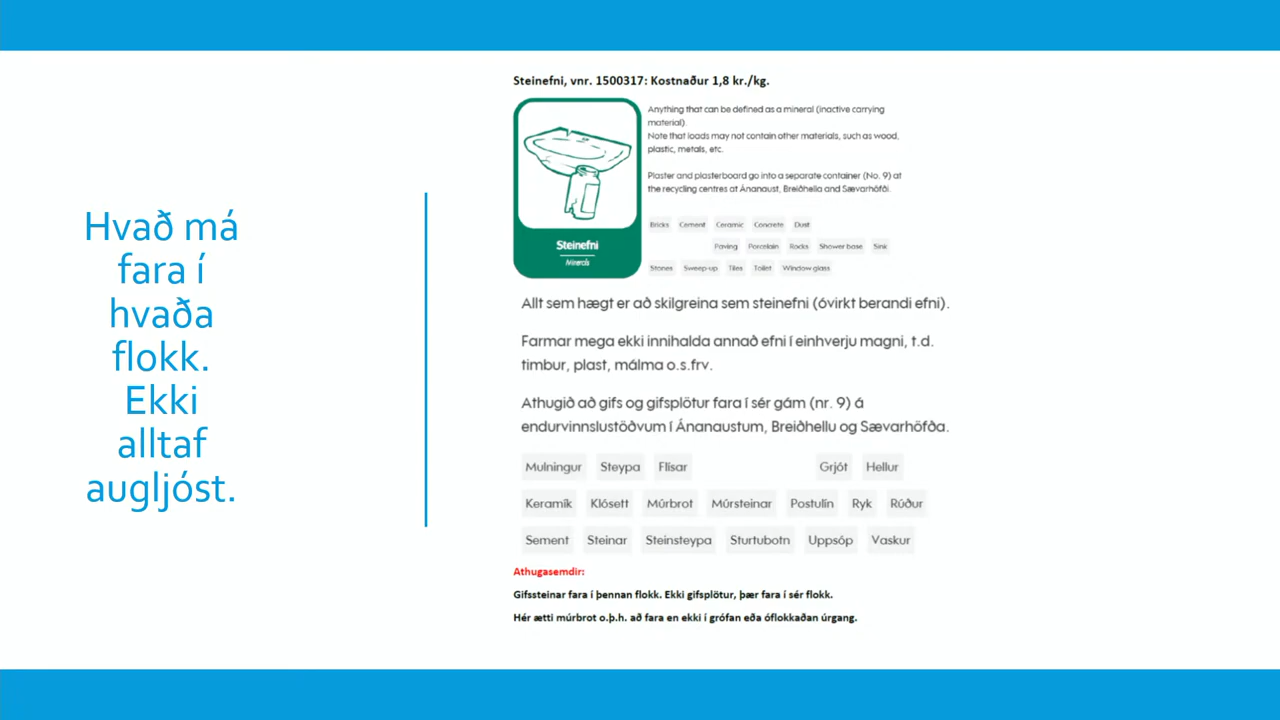 Hvað má
fara í
hvaða
flokk.
Ekki
alltaf
augljóst.
Steinefni, vnr. 1500317: Kostnaður 1,8 kr./kg.
Steinefni
Minerals
Anything that can be defined as a mineral (inactive carrying
material).
Note that loads may not contain other materials, such as wood,
plastic, metals, etc.
Plaster and plasterboard go into a separate container (No. 9) at
the recycling centres at Ánanaust, Breiðhella and Sævarhöfði.
Bricks Cement Ceramic Concrete Dust
Paving Porcelain Rocks Shower base Sink
Stones Sweep-up Tiles Toilet Window glass
Allt sem hægt er að skilgreina sem steinefni (óvirkt berandi efni).
Farmar mega ekki innihalda annað efni í einhverju magni, t.d.
timbur, plast, málma o.s.frv.
Athugið að gifs og gifsplötur fara í sér gám (nr. 9) á
endurvinnslustöðvum í Ánanaustum, Breiðhellu og Sævarhöfða.
Mulningur Steypa Flísar Grjót Hellur
Keramík Klósett Múrbrot Múrsteinar Postulín Ryk Rúður
Sement Steinar Steinsteypa Sturtubotn Uppsóp Vaskur
Athugasemdir:
Gifssteinar fara í þennan flokk. Ekki gifsplötur, þær fara í sér flokk.
Hér ætti múrbrot o.þ.h. að fara en ekki í grófan eða óflokkaðan úrgang.